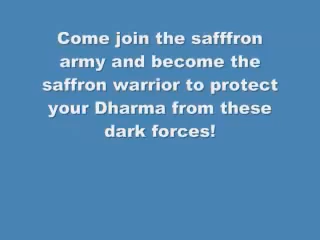 Come join the safffron
army and become the
saffron warrior to protect
your Dharma from these
dark forces!